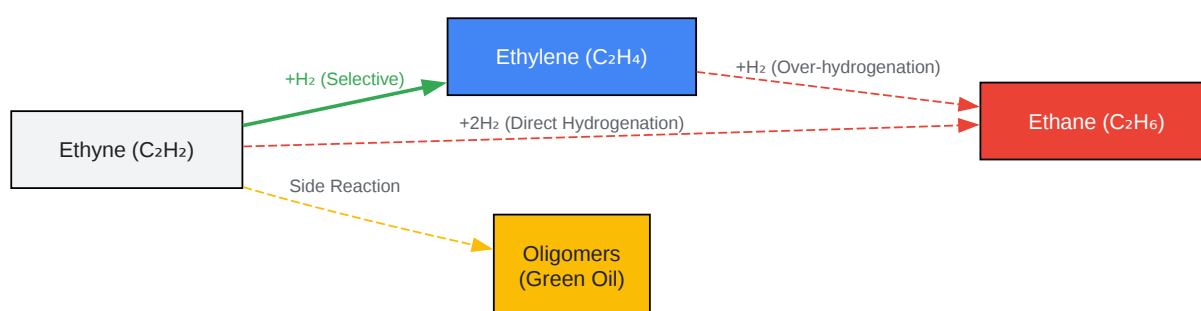 Ethylene (C₂H₄)
+H₂ (Selective)
+H₂ (Over-hydrogenation)
+2H₂ (Direct Hydrogenation)
Ethane (C₂H₆)
Ethyne (C₂H₂)
Side Reaction
Oligomers
(Green Oil)